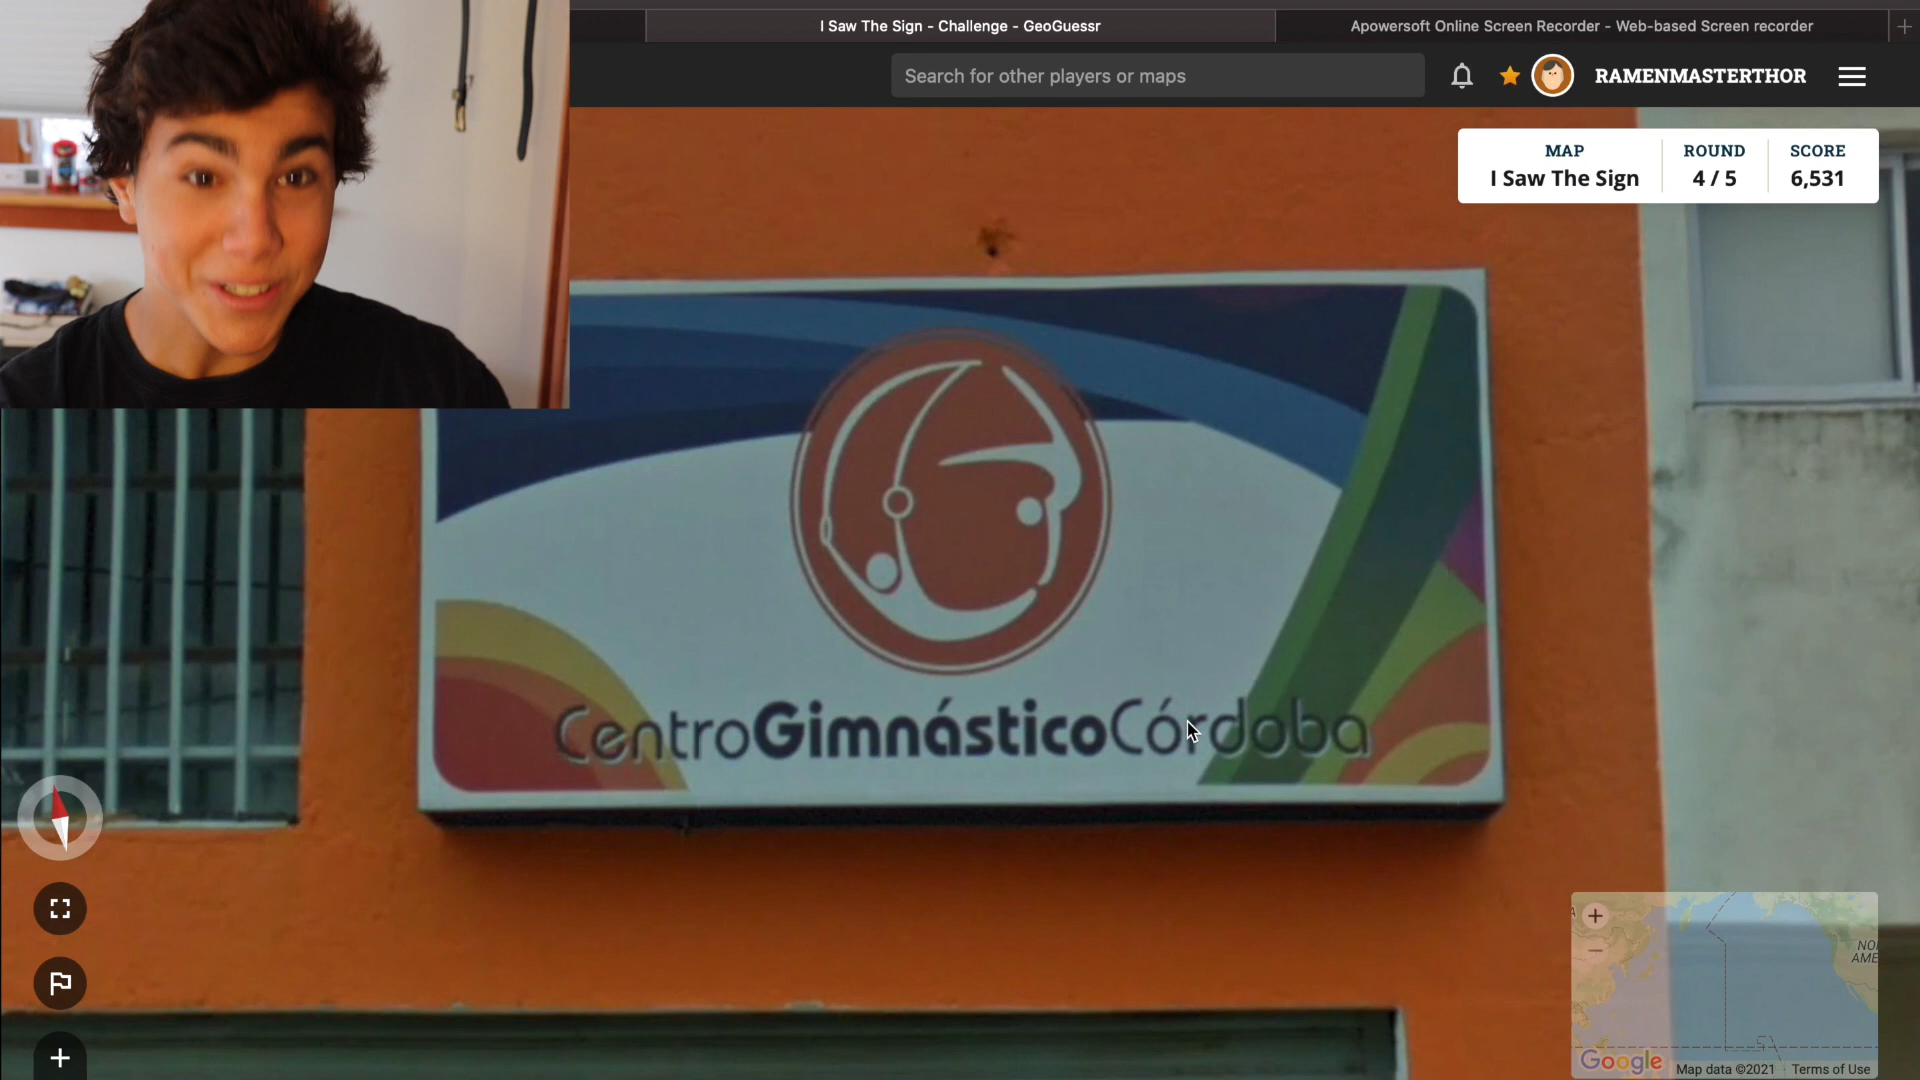 I Saw The Sign - Challenge - GeoGuessr
Apowersoft Online Screen Recorder - Web-based Screen recorder
Search for other players or maps
RAMENMASTERTHOR
MAP ROUND SCORE
I Saw The Sign 4 / 5 6,531
CentroGimnásticoCórdoba
NO
AME
Google Map data ©2021 Terms of Use